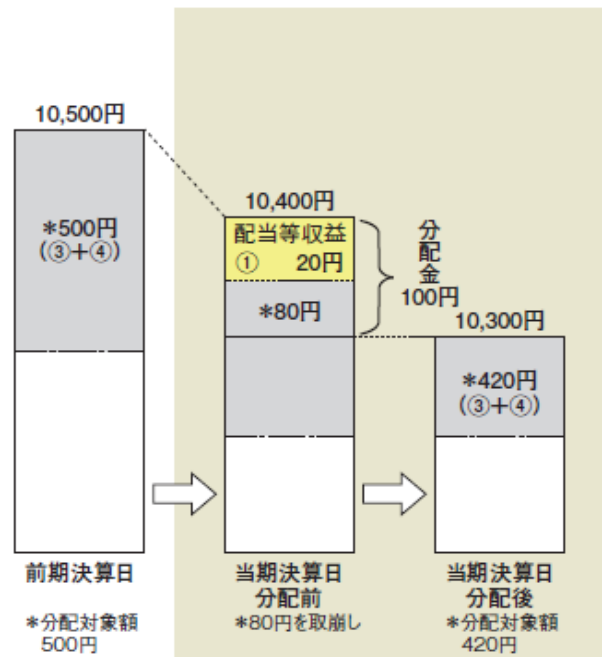 10,500円
*500円
(③+④)
10,400円
配当等収益
① 20円
*80円
分配金
100円
10,300円
*420円
(③+④)
前期決算日
*分配対象額
500円
当期決算日
分配前
*80円を取崩し
当期決算日
分配後
*分配対象額
420円